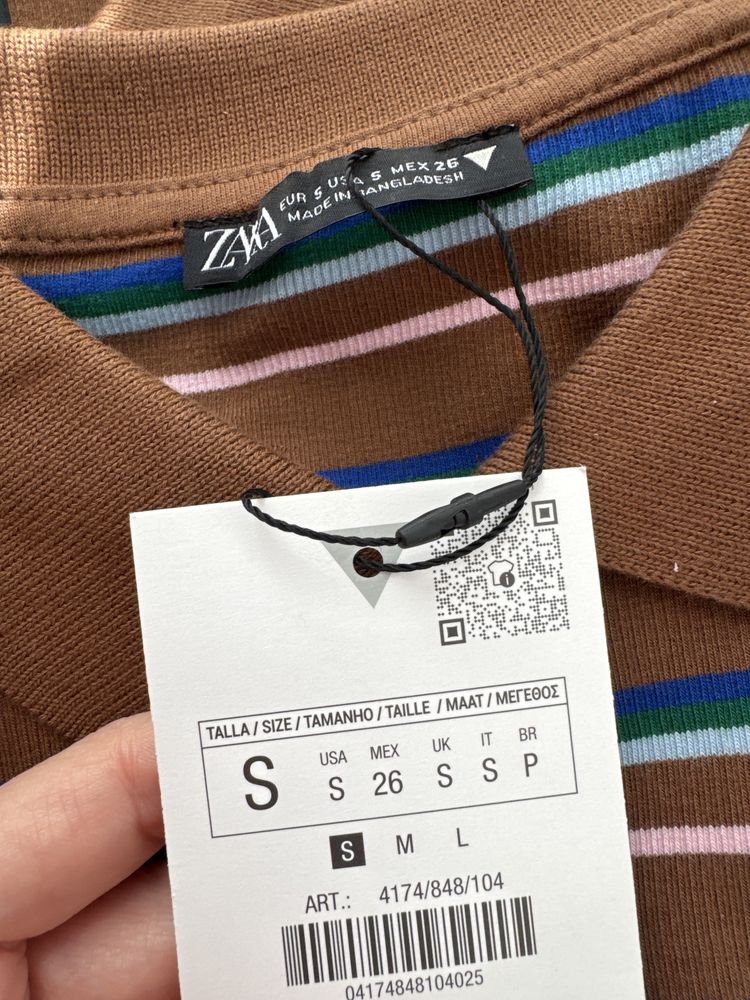 ZARA
EUR S USA S MEX 26
MADE IN BANGLADESH
TALLA / SIZE / TAMANHO / TAILLE / MAAT / ΜΕΓΕΘΟΣ
S
USA MEX UK IT BR
S 26 S S P
S M L
ART.: 4174/848/104
04174848104025